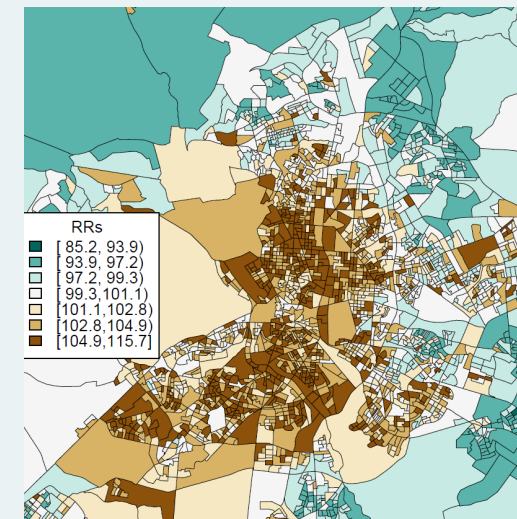 RRs
[ 85.2, 93.9)
[ 93.9, 97.2)
[ 97.2, 99.3)
[ 99.3,101.1)
[101.1,102.8)
[102.8,104.9)
[104.9,115.7]